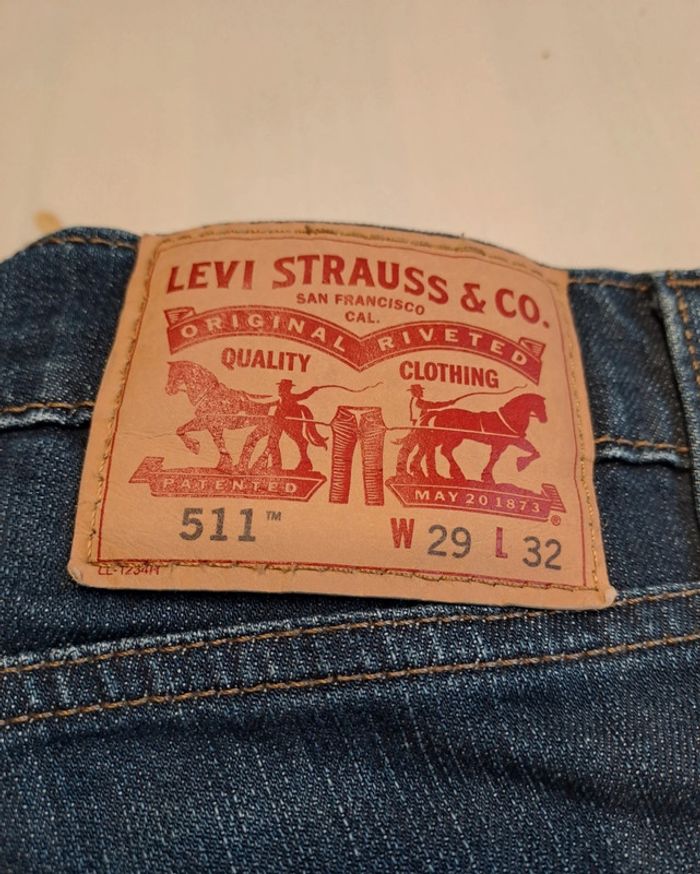 LEVI STRAUSS & CO.
SAN FRANCISCO
CAL.
ORIGINAL RIVETED
QUALITY CLOTHING
PATENTED MAY 20 1873 ®
511™ W 29 L 32